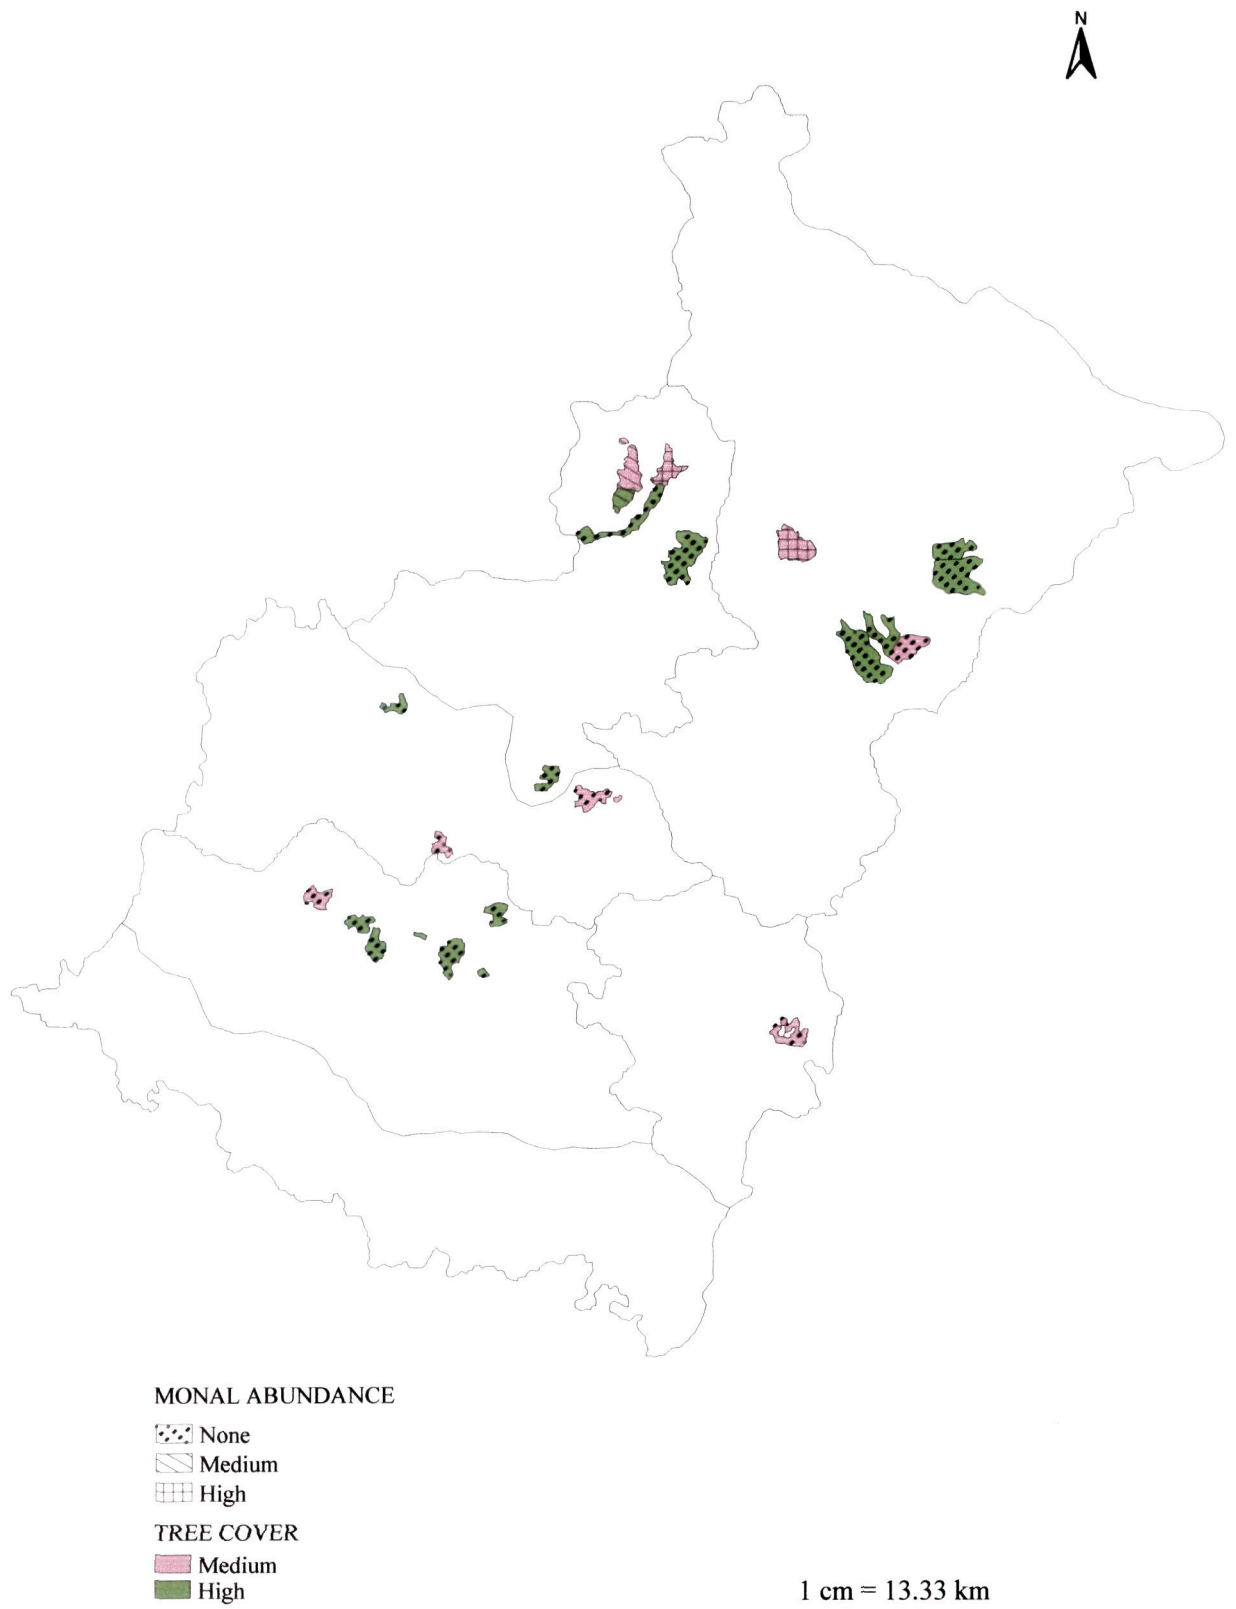 N
MONAL ABUNDANCE
None
Medium
High
TREE COVER
Medium
High
1 cm = 13.33 km